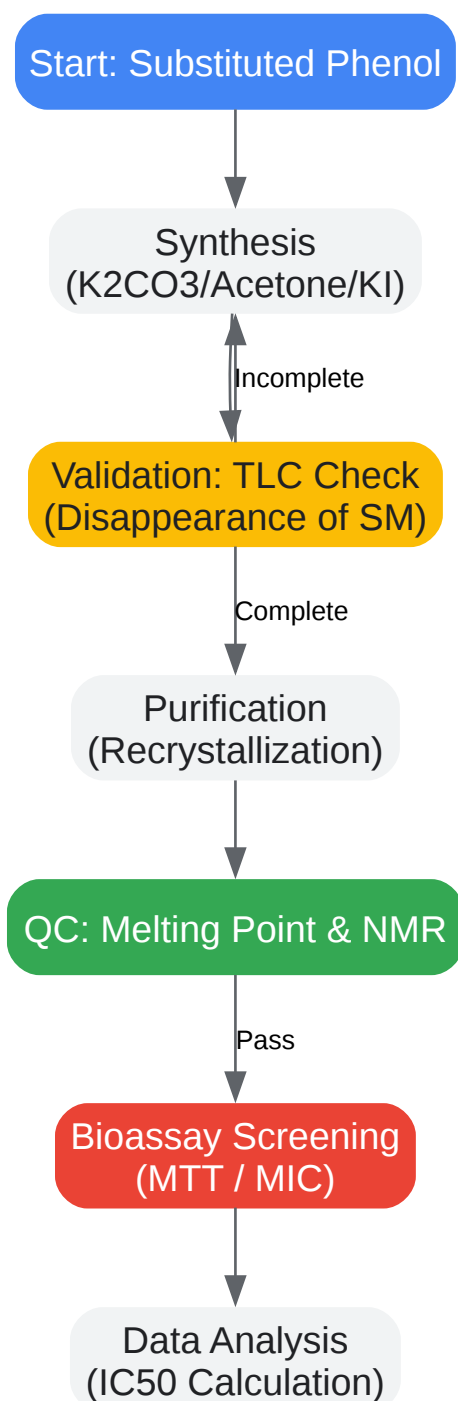 Start: Substituted Phenol
Synthesis
(K2CO3/Acetone/KI)
Incomplete
Validation: TLC Check
(Disappearance of SM)
Complete
Purification
(Recrystallization)
QC: Melting Point & NMR
Pass
Bioassay Screening
(MTT / MIC)
Data Analysis
(IC50 Calculation)